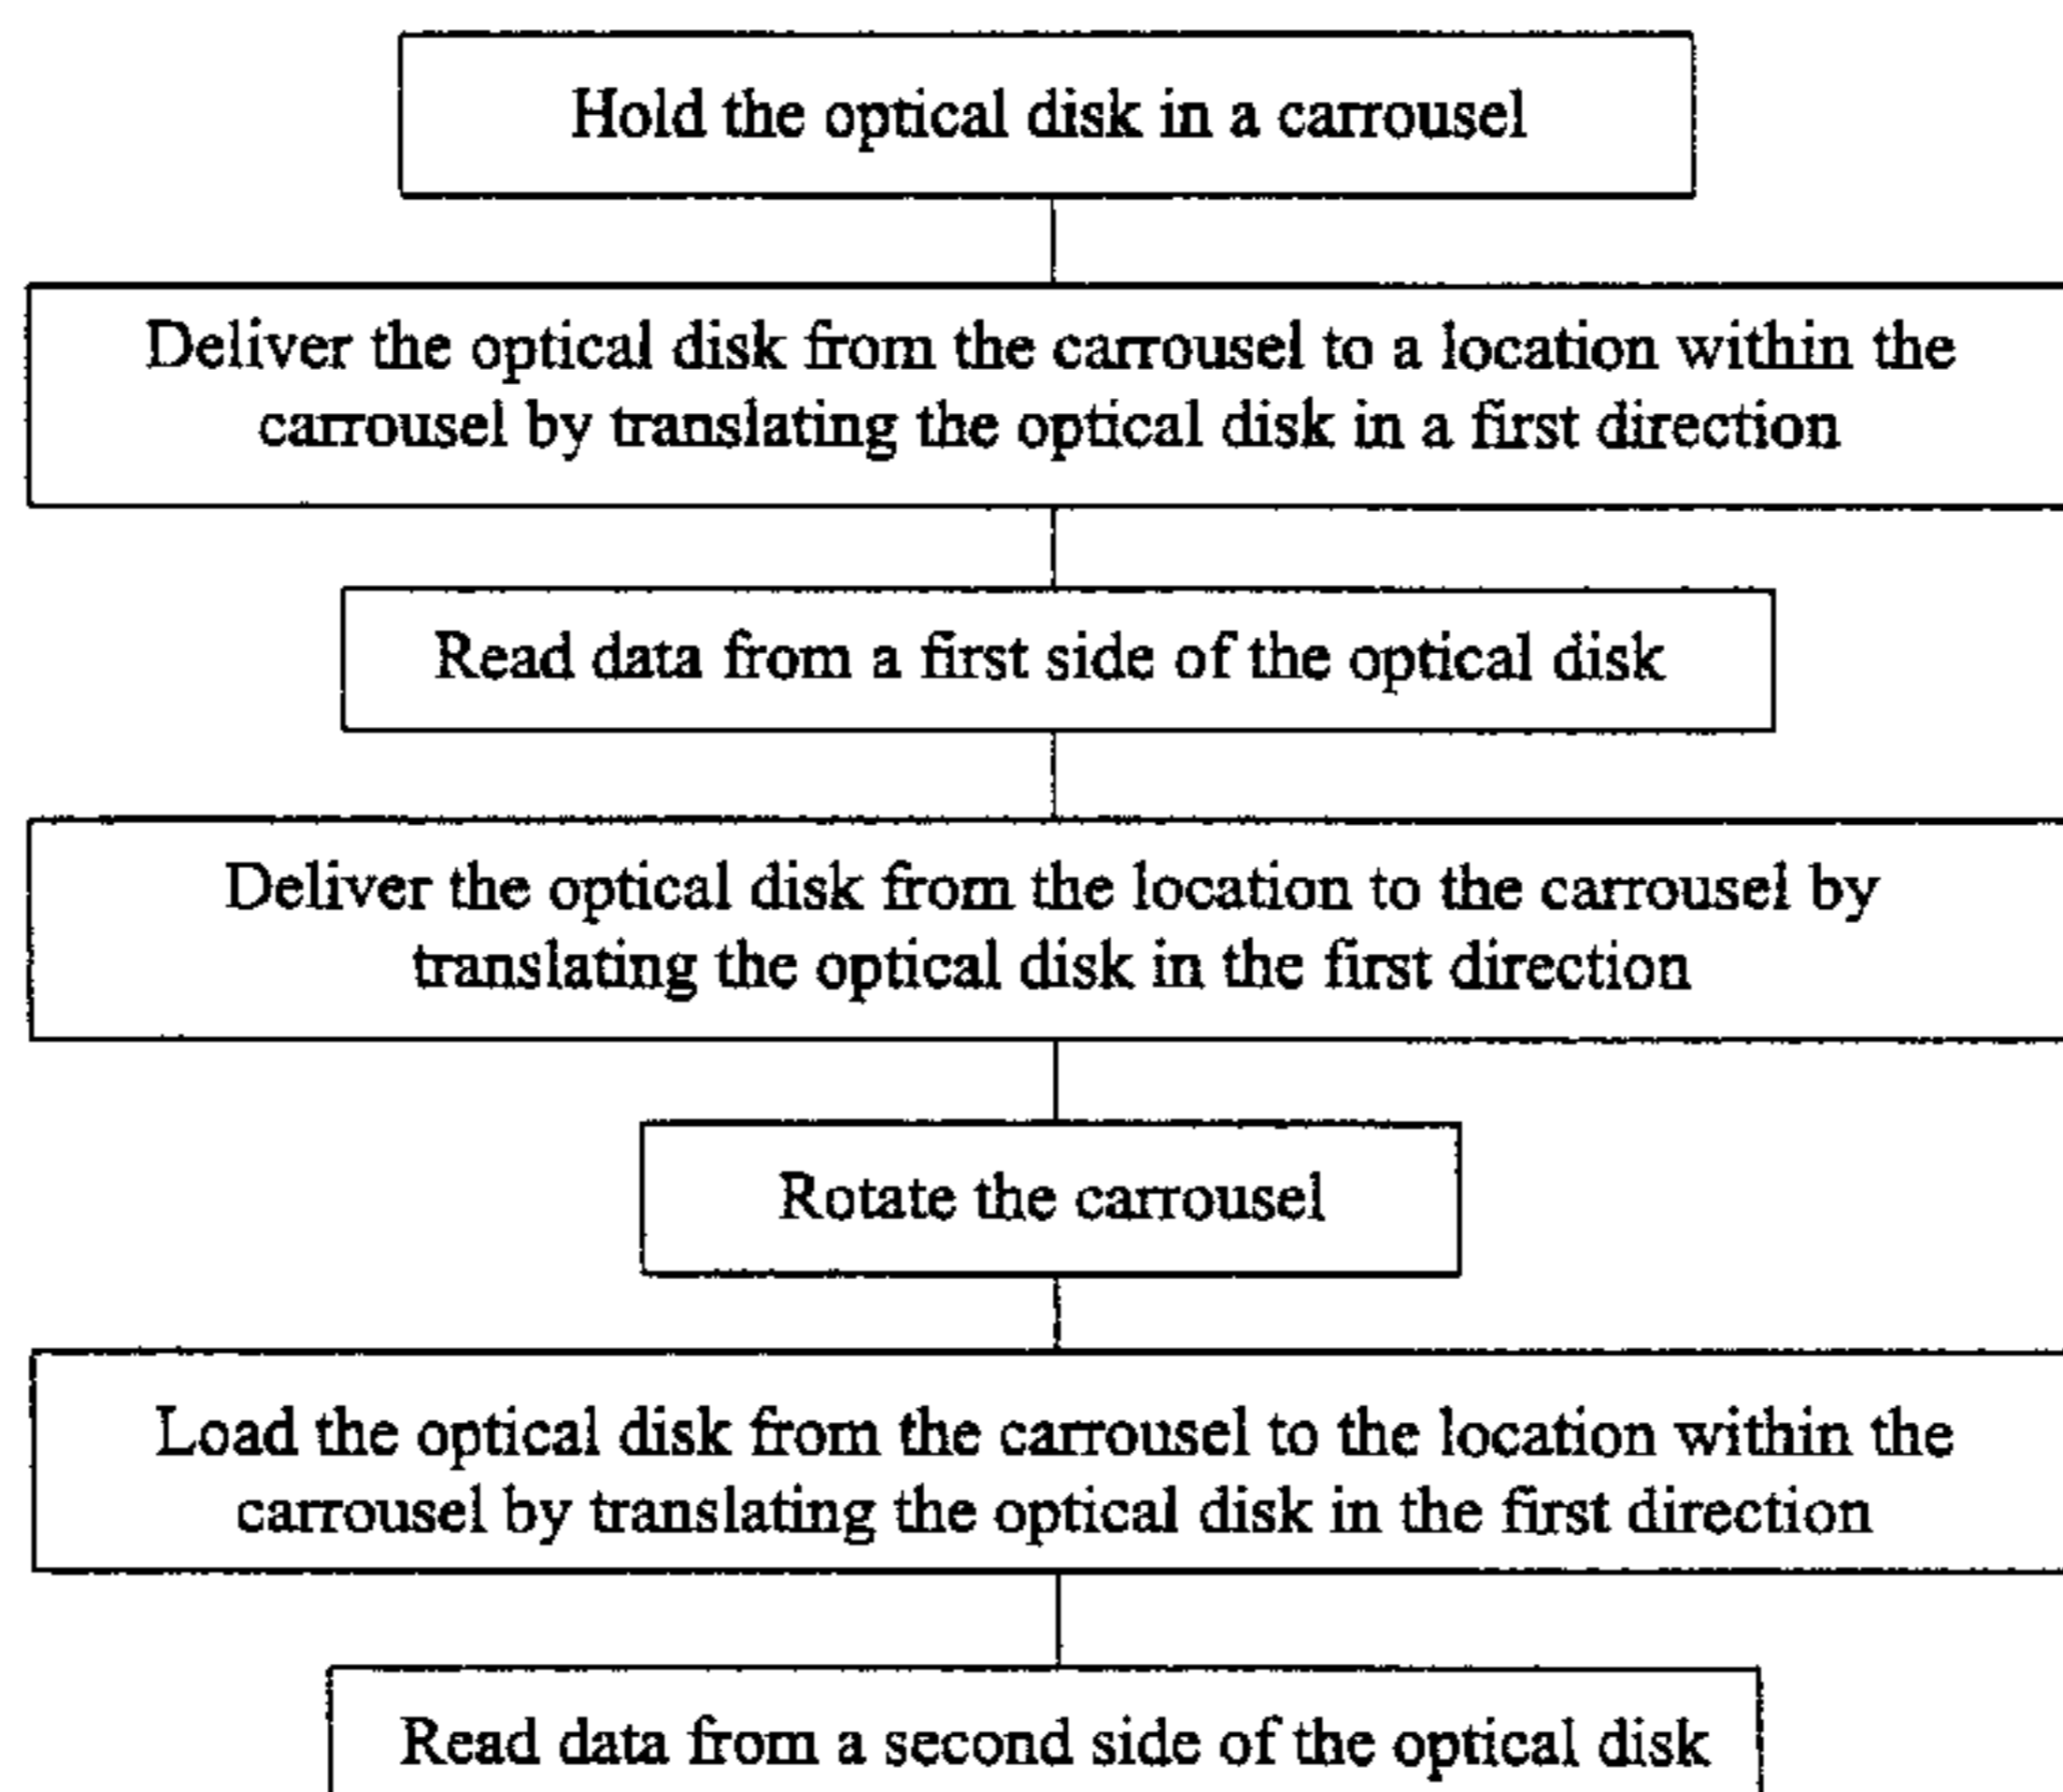 Hold the optical disk in a carrousel
Deliver the optical disk from the carrousel to a location within the
carrousel by translating the optical disk in a first direction
Read data from a first side of the optical disk
Deliver the optical disk from the location to the carrousel by
translating the optical disk in the first direction
Rotate the carrousel
Load the optical disk from the carrousel to the location within the
carrousel by translating the optical disk in the first direction
Read data from a second side of the optical disk